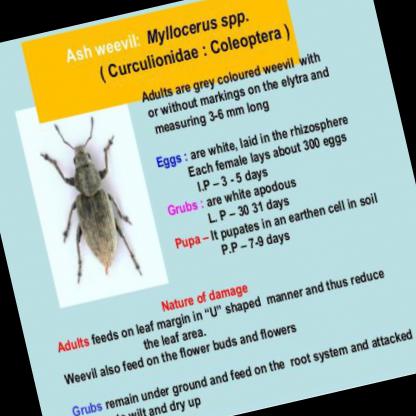 Ash weevil: Myllocerus spp.
( Curculionidae : Coleoptera )
Adults are grey coloured weevil with
or without markings on the elytra and
measuring 3-6 mm long
Eggs : are white, laid in the rhizosphere
Each female lays about 300 eggs
I.P – 3 - 5 days
Grubs : are white apodous
L. P – 30 31 days
Pupa – It pupates in an earthen cell in soil
P.P – 7-9 days
Nature of damage
Adults feeds on leaf margin in “U” shaped manner and thus reduce
the leaf area.
Weevil also feed on the flower buds and flowers
Grubs remain under ground and feed on the root system and attacked
wilt and dry up